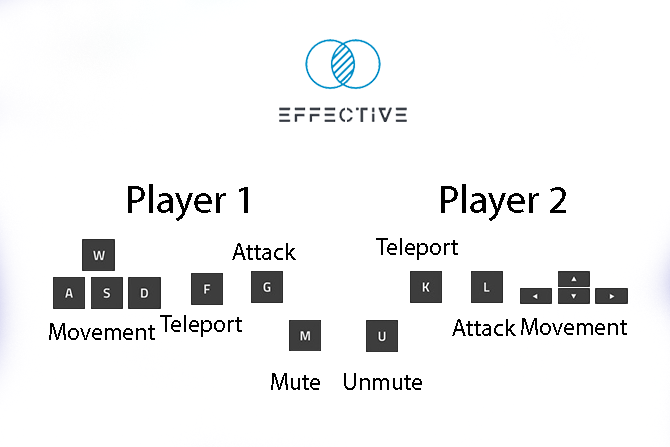 EFFECTIVE
Player 1
Player 2
W
A S D
Movement
F
Teleport
Attack
G
M
Mute
U
Unmute
Teleport
K
L
Attack
▲
◄ ▼ ►
Movement